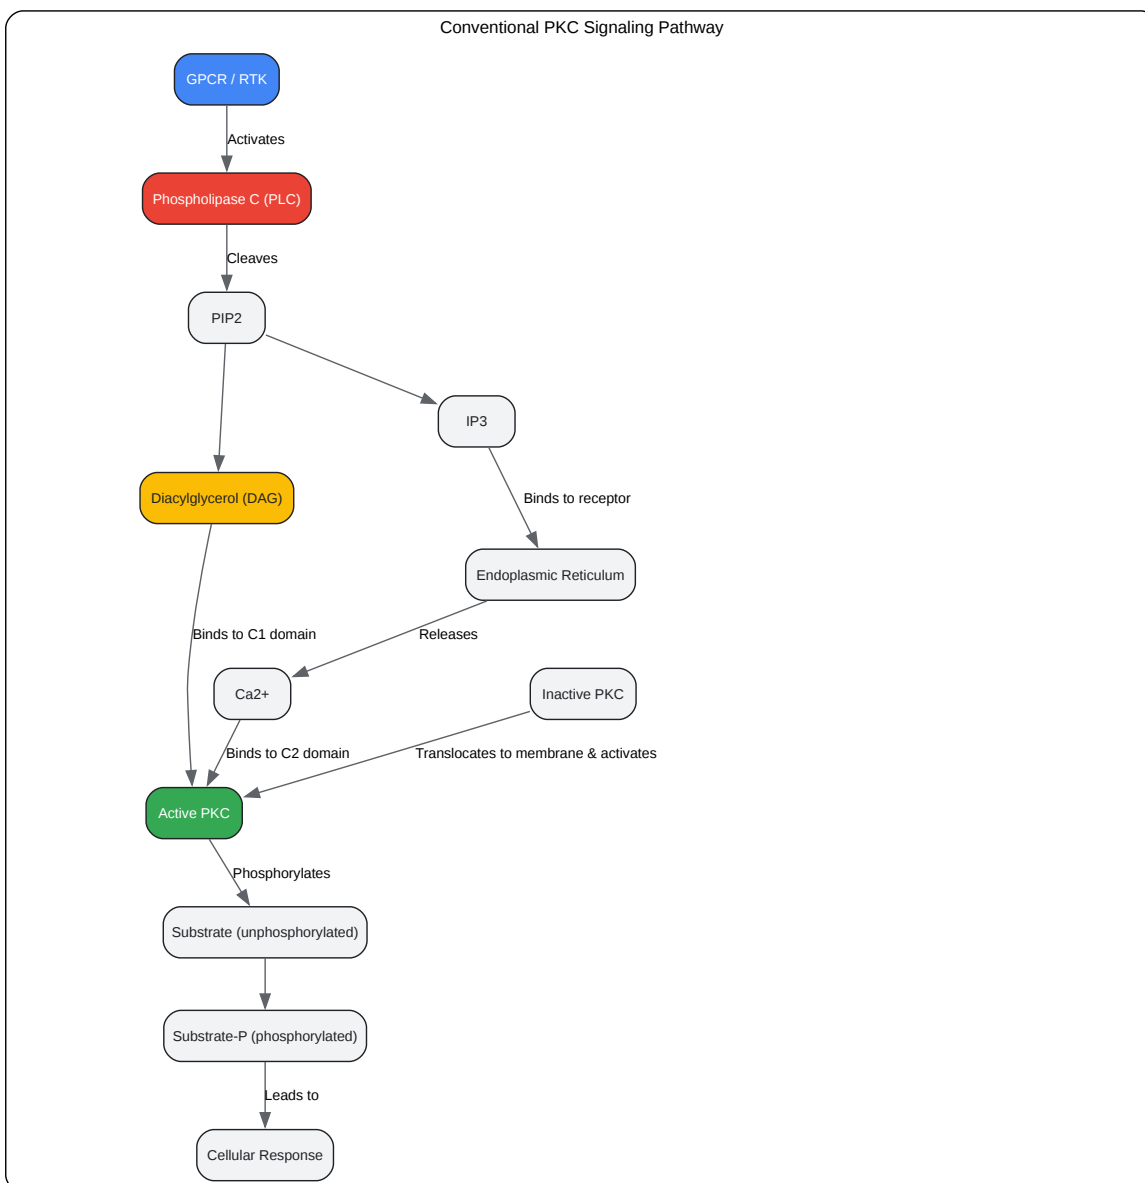 Conventional PKC Signaling Pathway
GPCR / RTK
Activates
Phospholipase C (PLC)
Cleaves
PIP2
IP3
Diacylglycerol (DAG)
Binds to receptor
Endoplasmic Reticulum
Binds to C1 domain
Releases
Ca2+
Inactive PKC
Binds to C2 domain
Translocates to membrane & activates
Active PKC
Phosphorylates
Substrate (unphosphorylated)
Substrate-P (phosphorylated)
Leads to
Cellular Response